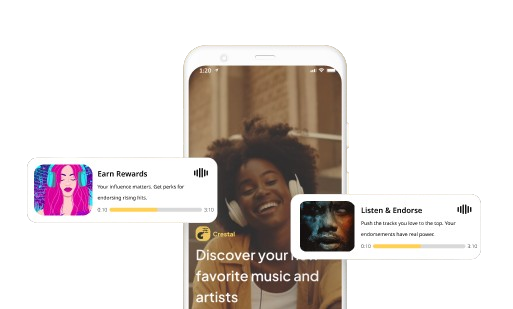 1:20
Earn Rewards
Your influence matters. Get perks for
endorsing rising hits.
0:10 3:10
Listen & Endorse
Push the tracks you love to the top. Your
endorsements have real power.
0:10 3:10
Crestal
Discover your
favorite music and
artists